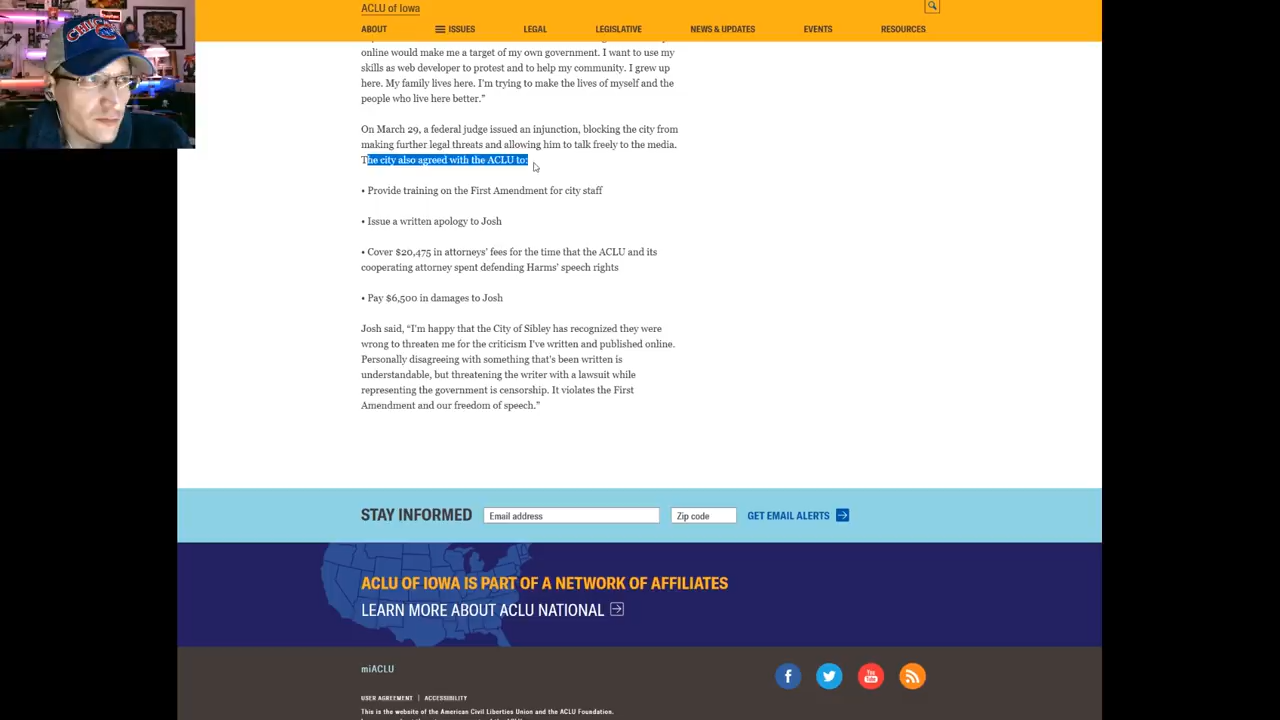 ACLU of Iowa
ABOUT
ISSUES
LEGAL
LEGISLATIVE
NEWS & UPDATES
EVENTS
RESOURCES
online would make me a target of my own government. I want to use my
skills as web developer to protest and to help my community. I grew up
here. My family lives here. I'm trying to make the lives of myself and the
people who live here better."
On March 29, a federal judge issued an injunction, blocking the city from
making further legal threats and allowing him to talk freely to the media.
The city also agreed with the ACLU to:
• Provide training on the First Amendment for city staff
• Issue a written apology to Josh
• Cover $20,475 in attorneys' fees for the time that the ACLU and its
cooperating attorney spent defending Harms' speech rights
• Pay $6,500 in damages to Josh
Josh said, "I'm happy that the City of Sibley has recognized they were
wrong to threaten me for the criticism I've written and published online.
Personally disagreeing with something that's been written is
understandable, but threatening the writer with a lawsuit while
representing the government is censorship. It violates the First
Amendment and our freedom of speech."
STAY INFORMED
Email address
Zip code
GET EMAIL ALERTS
ACLU OF IOWA IS PART OF A NETWORK OF AFFILIATES
LEARN MORE ABOUT ACLU NATIONAL
miACLU
You Tube
USER AGREEMENT | ACCESSIBILITY
This is the website of the American Civil Liberties Union and the ACLU Foundation.